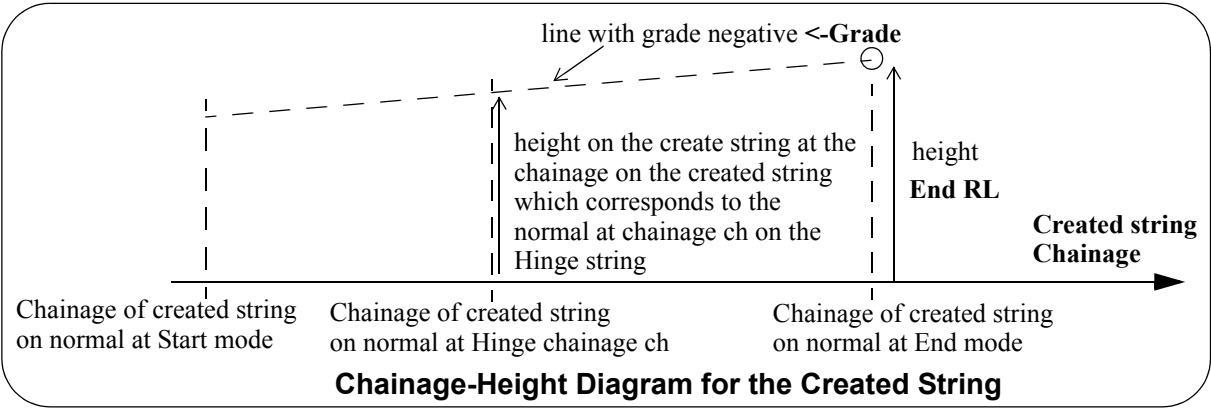 line with grade negative <-Grade
height on the create string at the
chainage on the created string
which corresponds to the
normal at chainage ch on the
Hinge string
height
End RL
Created string
Chainage
Chainage of created string
on normal at Start mode
Chainage of created string
on normal at Hinge chainage ch
Chainage of created string
on normal at End mode
Chainage-Height Diagram for the Created String